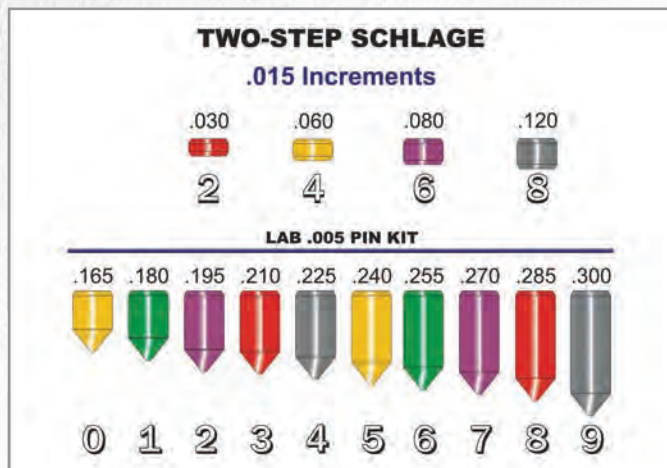 TWO-STEP SCHLAGE
.015 Increments
.030 .060 .080 .120
2 4 6 8
LAB .005 PIN KIT
.165 .180 .195 .210 .225 .240 .255 .270 .285 .300
0 1 2 3 4 5 6 7 8 9